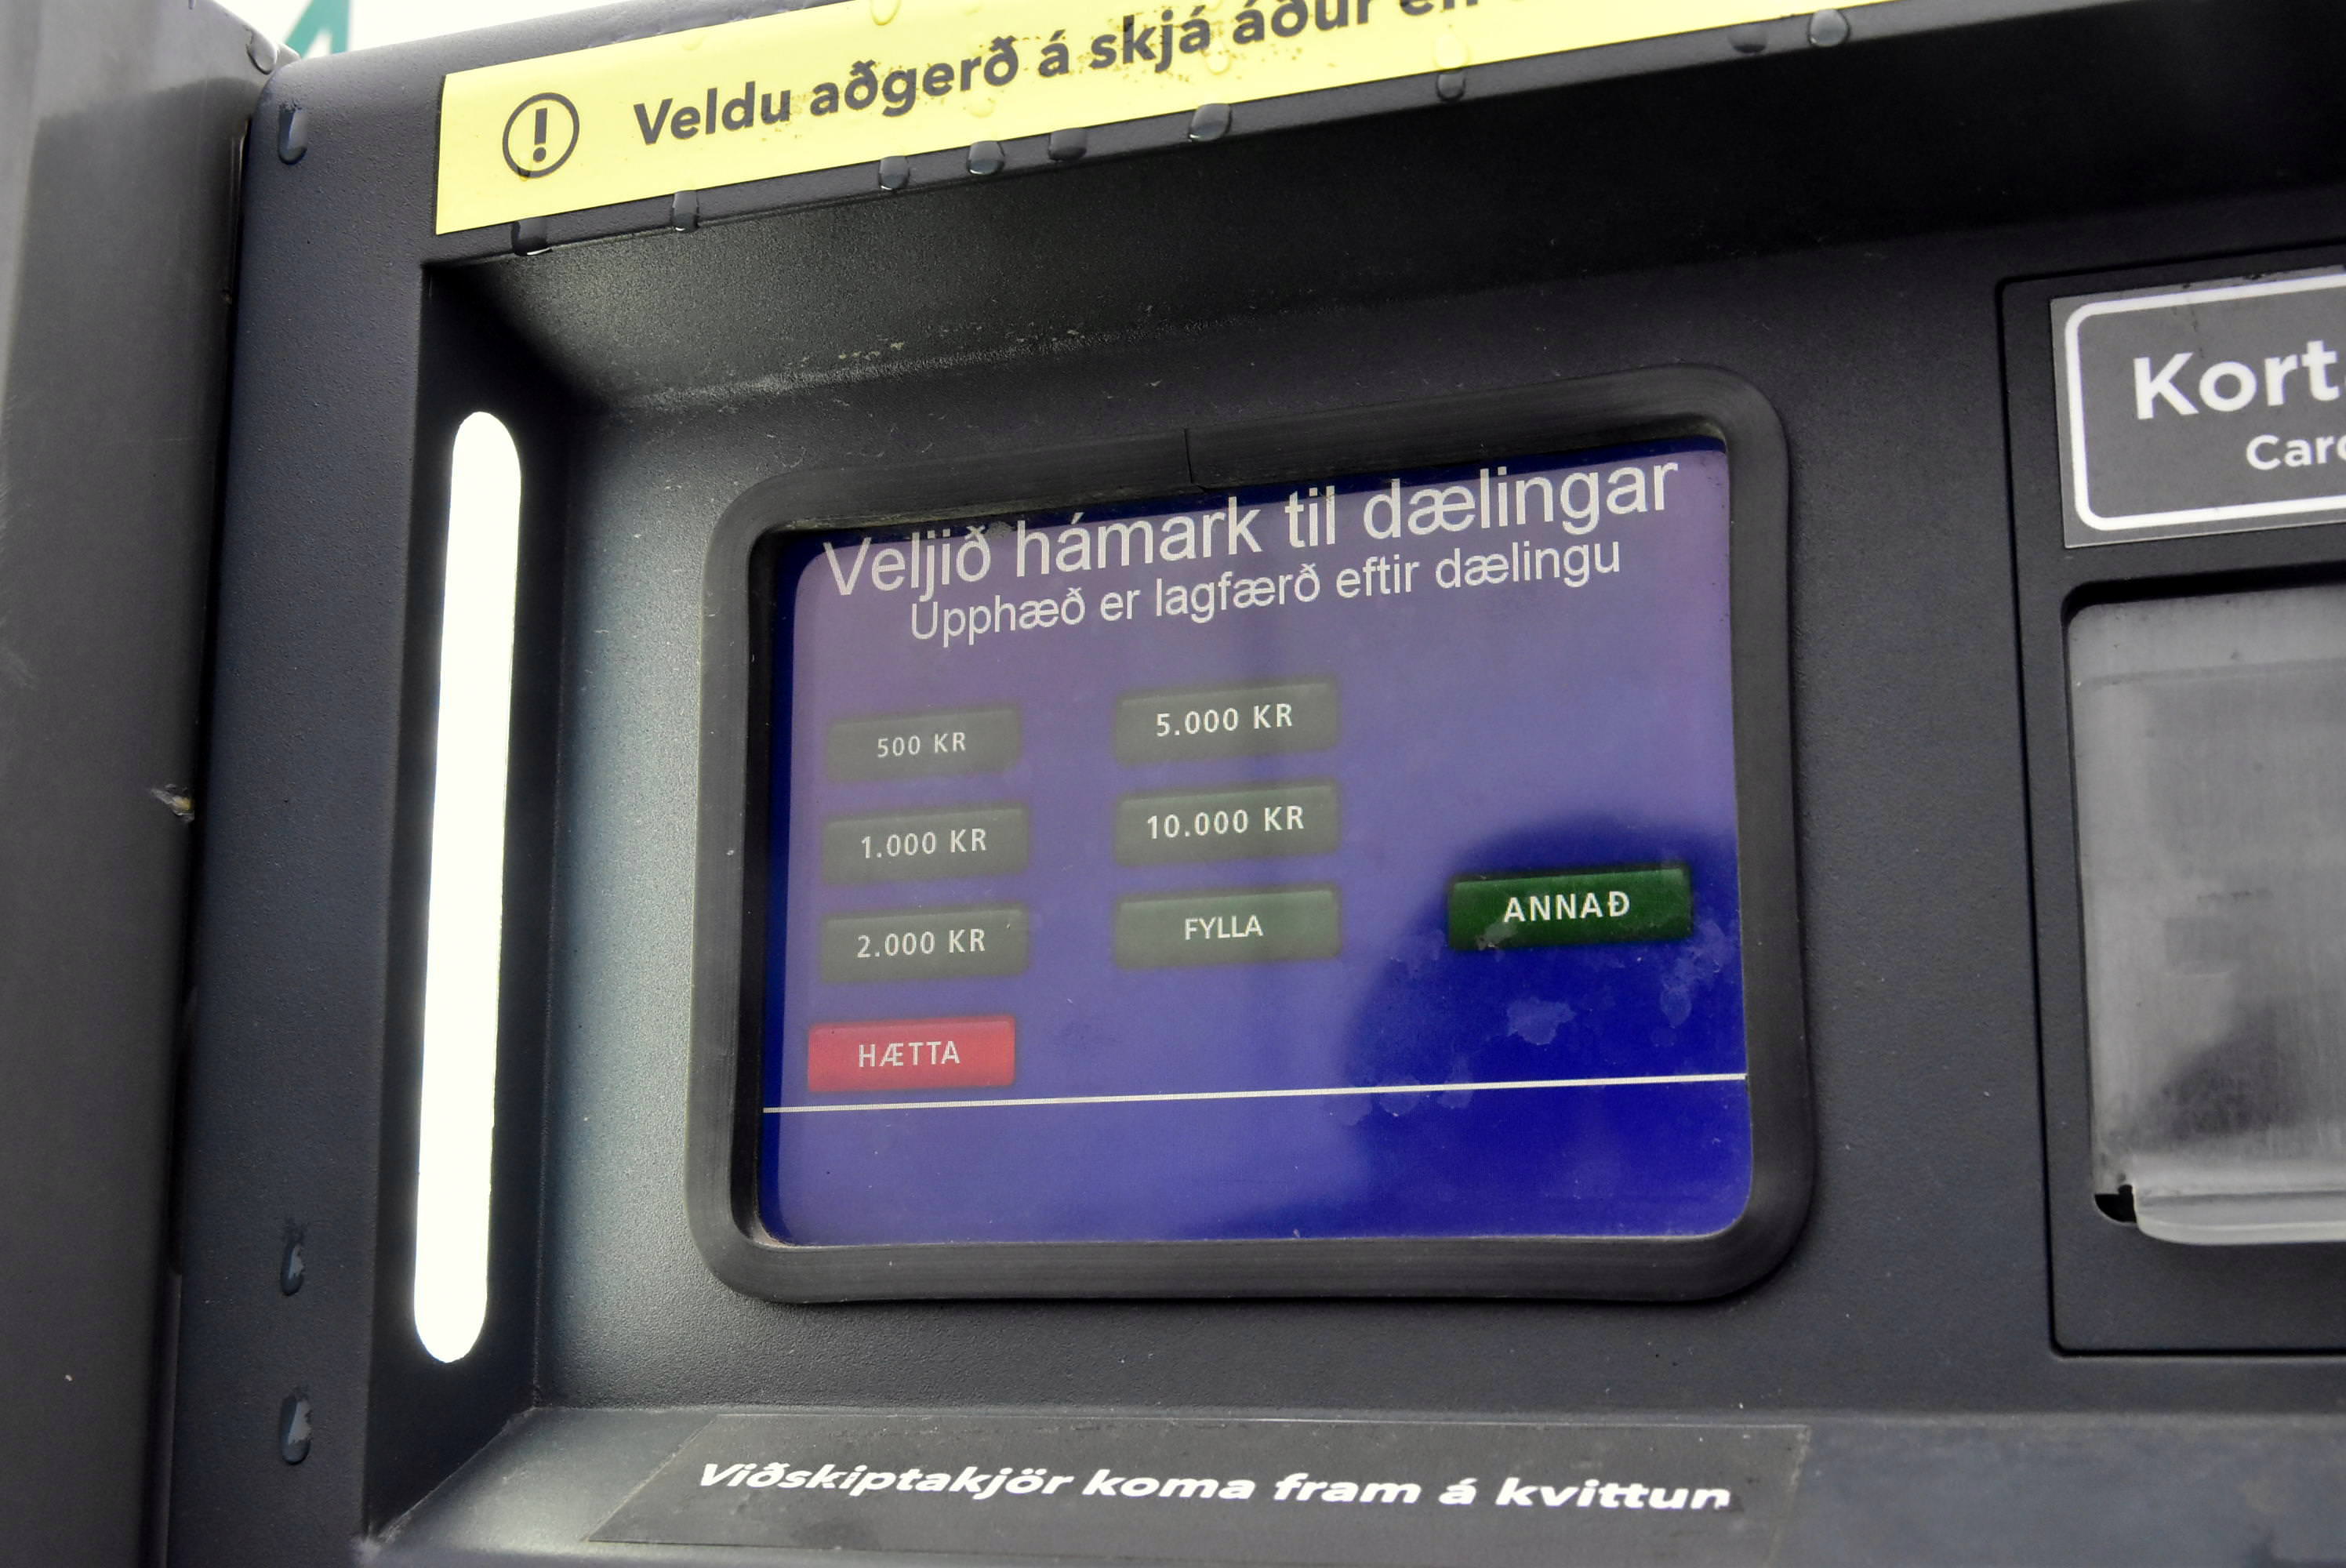 Veldu aðgerð á skjá áður en
Kort
Card
Veljið hámark til dælingar
Upphæð er lagfærð eftir dælingu
500 KR
5.000 KR
1.000 KR
10.000 KR
2.000 KR
FYLLA
ANNAÐ
HÆTTA
Viðskiptakjör koma fram á kvittun